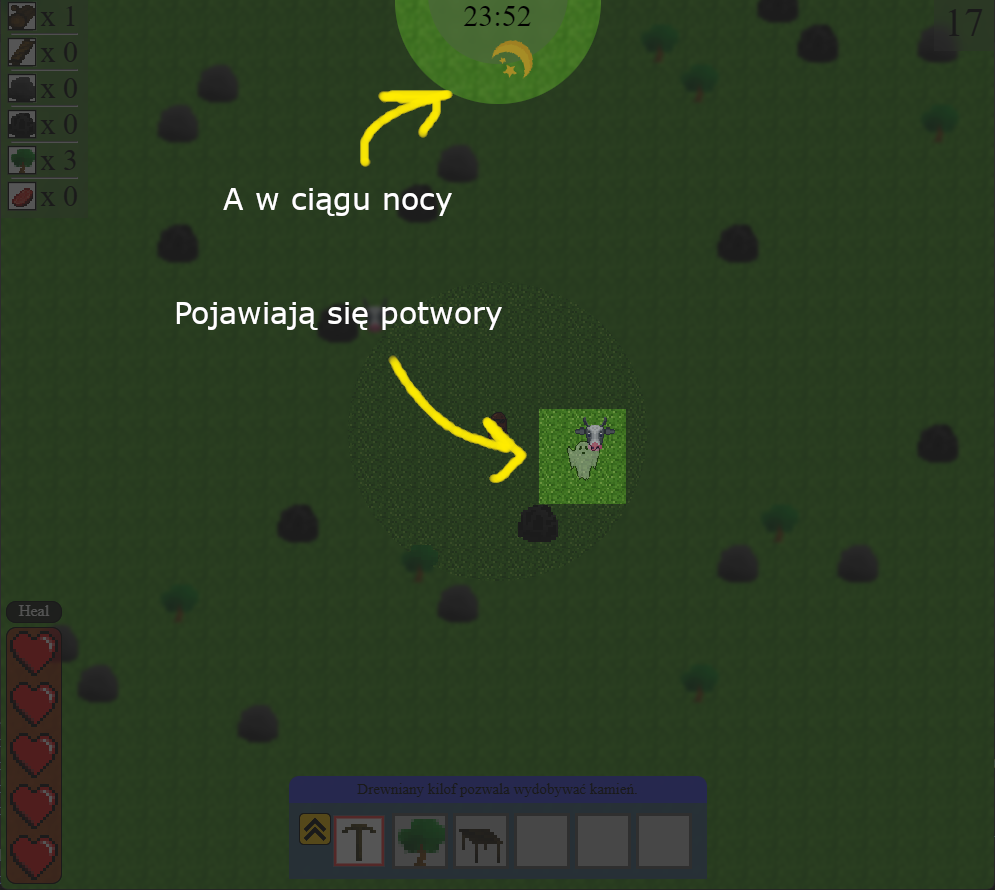 x 1
23:52
17
x 0
x 0
x 0
x 3
x 0
A w ciągu nocy
Pojawiają się potwory
Heal
Drewniany kilof pozwala wydobywać kamień.